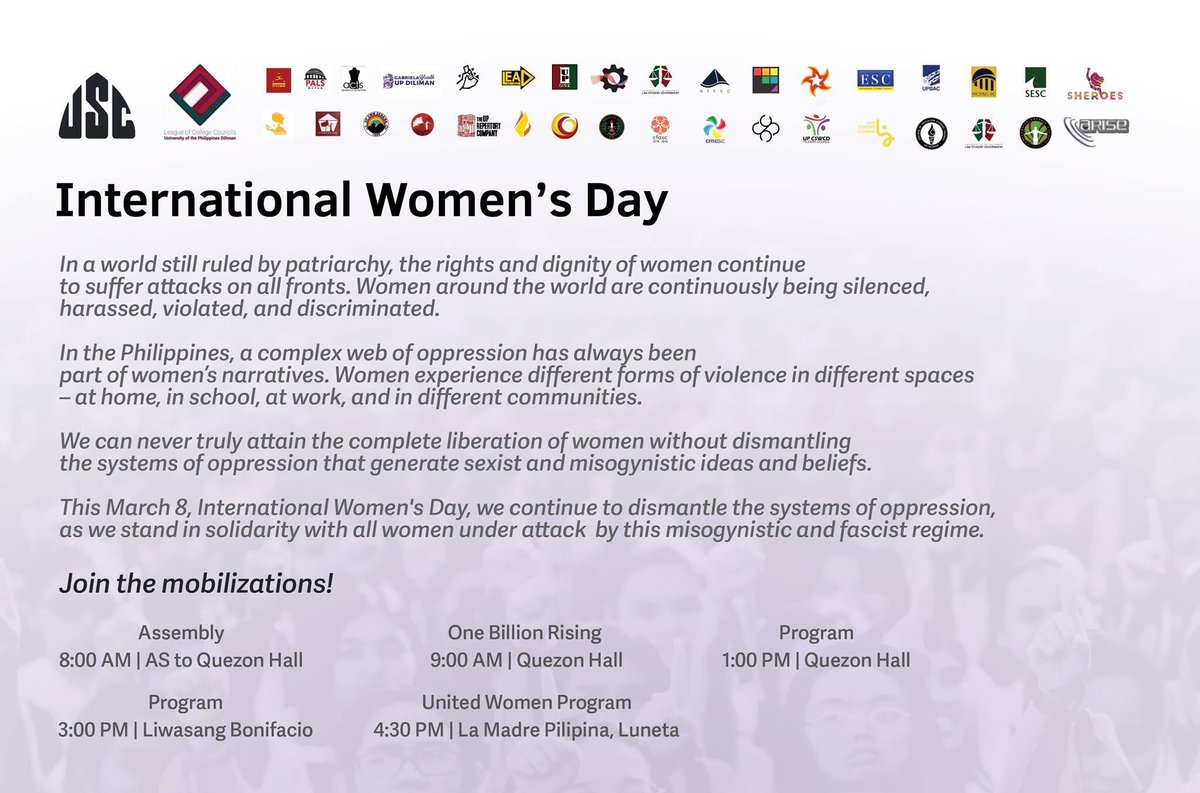 USC
League of College Councils
University of the Philippines Diliman
PALS
GABRIELA Youth
UP DILIMAN
LEAD
ESC
UPBAC
NCPAG SC
SESC
SHEROES
THE UP
REPERTORY
COMPANY
cfasc
cmcsc
UP CSWCD
ARISE
International Women's Day
In a world still ruled by patriarchy, the rights and dignity of women continue
to suffer attacks on all fronts. Women around the world are continuously being silenced,
harassed, violated, and discriminated.
In the Philippines, a complex web of oppression has always been
part of women's narratives. Women experience different forms of violence in different spaces
– at home, in school, at work, and in different communities.
We can never truly attain the complete liberation of women without dismantling
the systems of oppression that generate sexist and misogynistic ideas and beliefs.
This March 8, International Women's Day, we continue to dismantle the systems of oppression,
as we stand in solidarity with all women under attack  by this misogynistic and fascist regime.
Join the mobilizations!
Assembly
8:00 AM | AS to Quezon Hall
One Billion Rising
9:00 AM | Quezon Hall
Program
1:00 PM | Quezon Hall
Program
3:00 PM | Liwasang Bonifacio
United Women Program
4:30 PM | La Madre Pilipina, Luneta